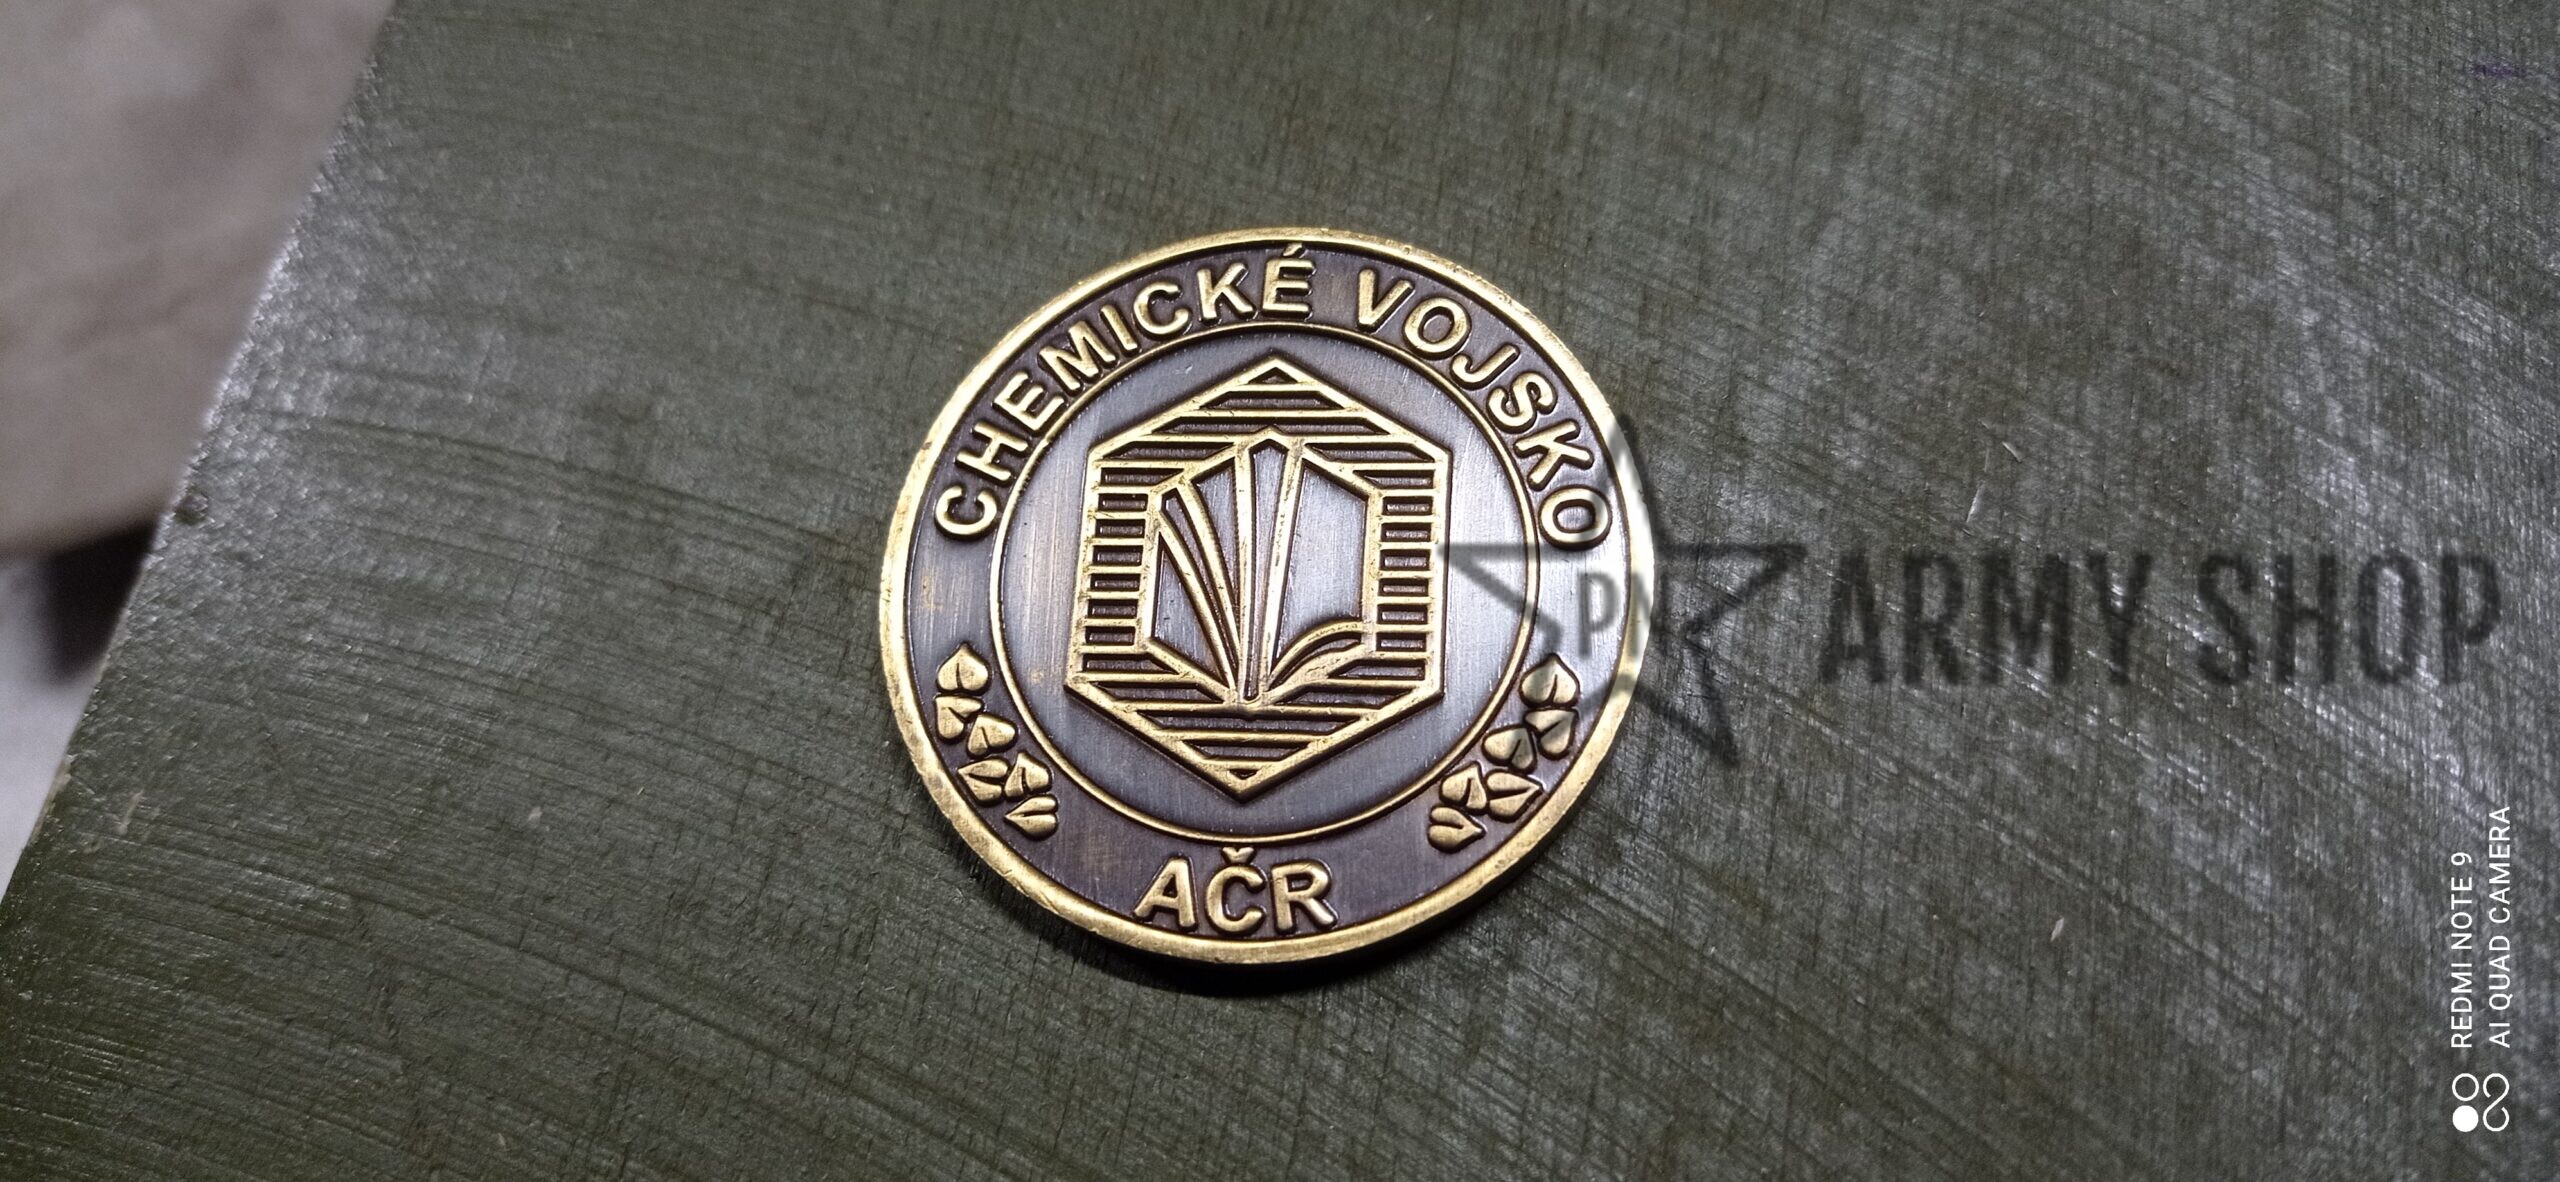 CHEMICKÉ VOJSKO
AČR
ARMY SHOP
REDMI NOTE 9
AI QUAD CAMERA